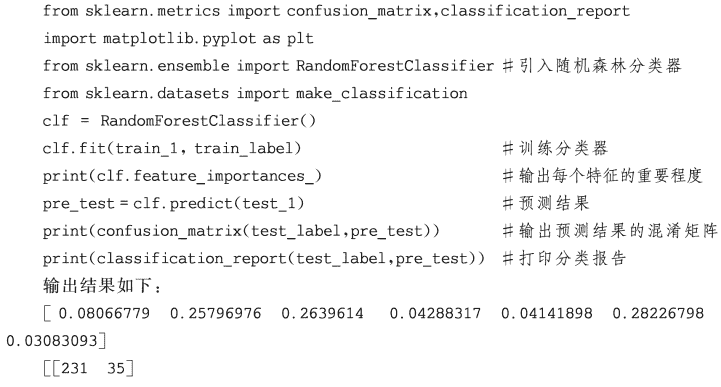 from sklearn.metrics import confusion_matrix,classification_report
import matplotlib.pyplot as plt
from sklearn.ensemble import RandomForestClassifier #引入随机森林分类器
from sklearn.datasets import make_classification
clf = RandomForestClassifier()
clf.fit(train_1, train_label) #训练分类器
print(clf.feature_importances_) #输出每个特征的重要程度
pre_test = clf.predict(test_1) #预测结果
print(confusion_matrix(test_label,pre_test)) #输出预测结果的混淆矩阵
print(classification_report(test_label,pre_test)) #打印分类报告
输出结果如下:
[ 0.08066779 0.25796976 0.2639614 0.04288317 0.04141898 0.28226798
0.03083093]
[[231 35]